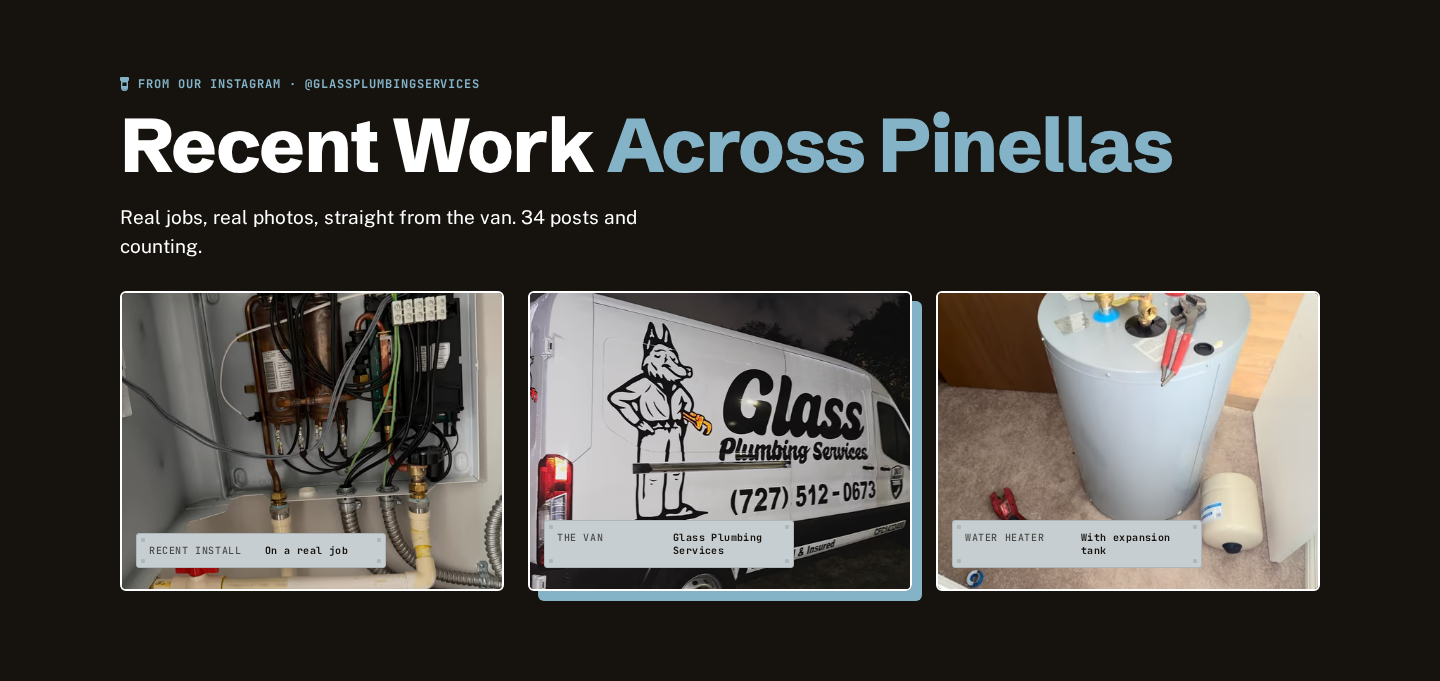 FROM OUR INSTAGRAM · @GLASSPLUMBINGSERVICES
Recent Work Across Pinellas
Real jobs, real photos, straight from the van. 34 posts and
counting.
RECENT INSTALL On a real job
Glass
Plumbing Services
(727) 512-0673
& Insured
THE VAN Glass Plumbing
Services
WATER HEATER With expansion
tank